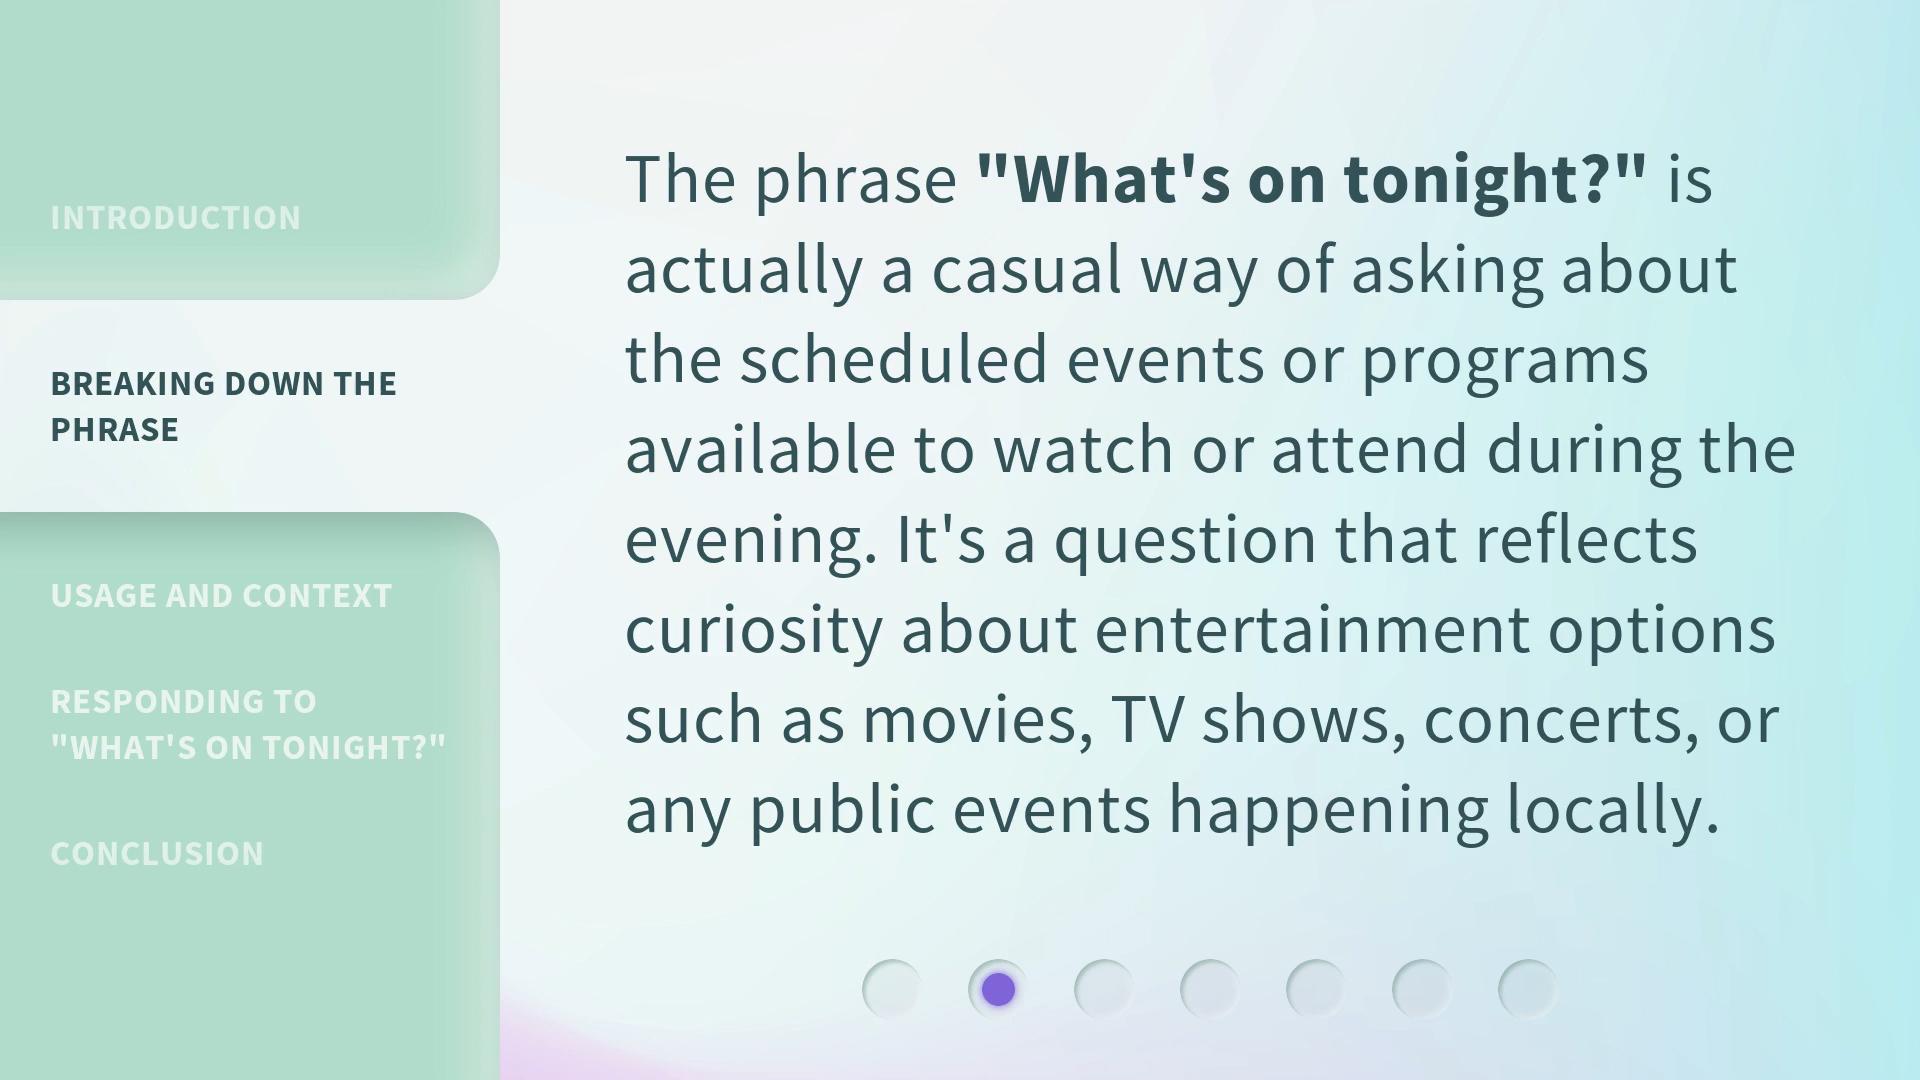 INTRODUCTION
BREAKING DOWN THE
PHRASE
USAGE AND CONTEXT
RESPONDING TO
"WHAT'S ON TONIGHT?"
CONCLUSION
The phrase "What's on tonight?" is
actually a casual way of asking about
the scheduled events or programs
available to watch or attend during the
evening. It's a question that reflects
curiosity about entertainment options
such as movies, TV shows, concerts, or
any public events happening locally.